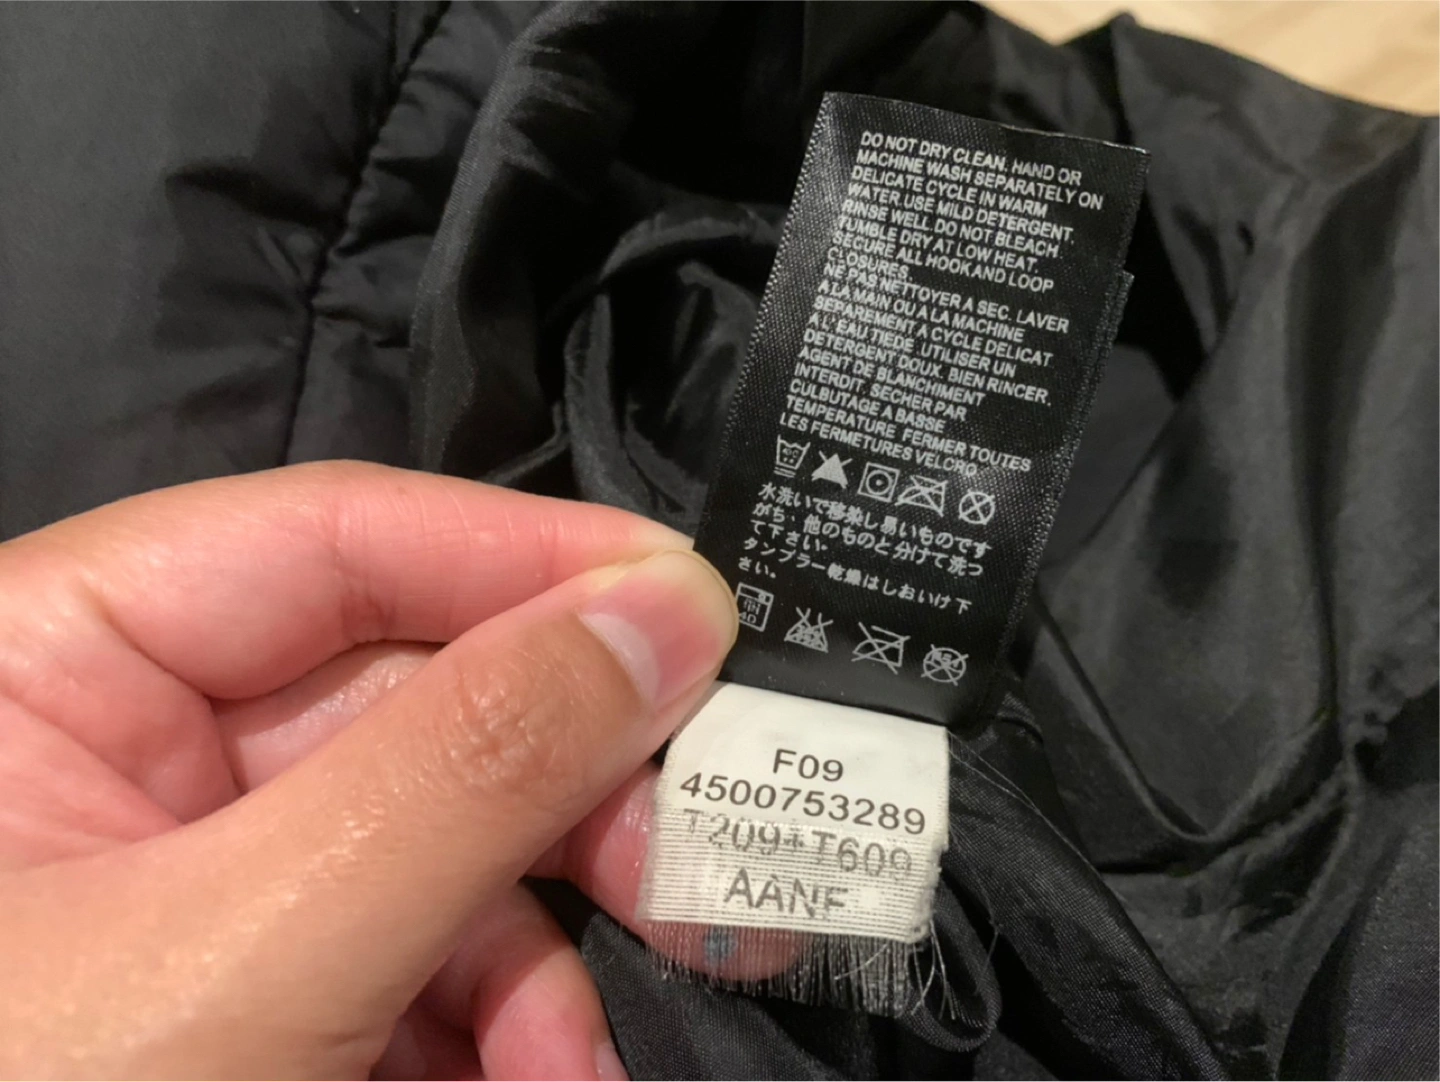 DO NOT DRY CLEAN. HAND OR
MACHINE WASH SEPARATELY ON
DELICATE CYCLE IN WARM
WATER.USE MILD DETERGENT.
RINSE WELL.DO NOT BLEACH
TUMBLE DRY AT LOW HEAT.
SECURE ALL HOOK AND LOOP
CLOSURES.
NE PAS NETTOYER A SEC. LAVER
A LA MAIN OU A LA MACHINE
SEPAREMENT A CYCLE DELICAT
A L'EAU TIEDE. UTILISER UN
DETERGENT DOUX. BIEN RINCER.
AGENT DE BLANCHIMENT
INTERDIT. SECHER PAR
CULBUTAGE A BASSE
TEMPERATURE. FERMER TOUTES
LES FERMETURES VELCRO.
水洗いで移染し易いものです
がち、他のものと分けて洗つ
て下さい.
タンブラー乾燥はしおいけ下
さい.
40
F09
4500753289
T209*T609
AANF